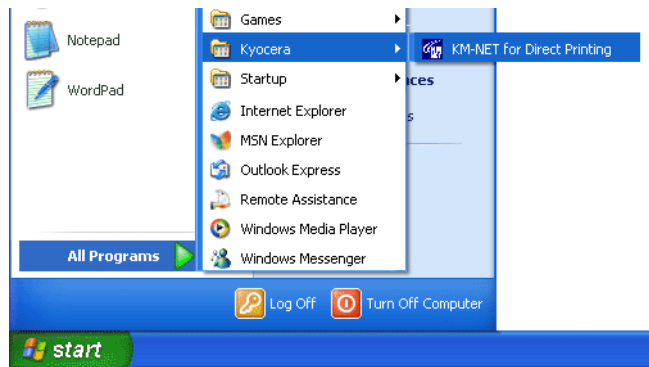 Notepad
WordPad
All Programs
Games
Kyocera
Startup
Internet Explorer
MSN Explorer
Outlook Express
Remote Assistance
Windows Media Player
Windows Messenger
KM-NET for Direct Printing
Log Off
Turn Off Computer
start